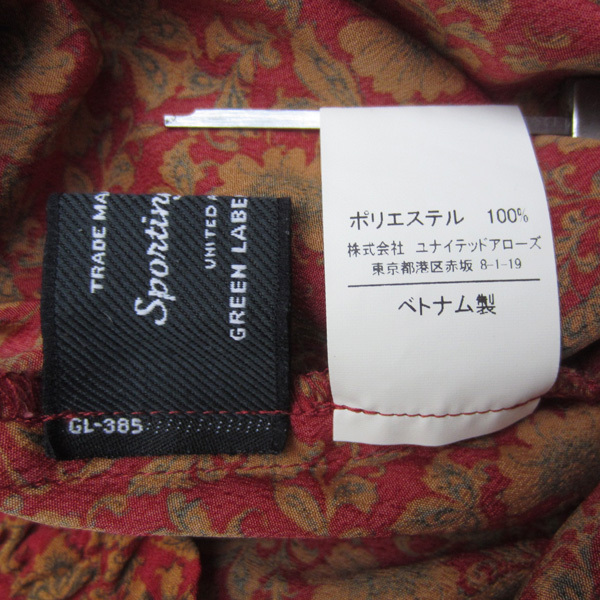 TRADE MA
Sporting
UNITED A
GREEN LABE
GL-385
ポリエステル 100%
株式会社 ユナイテッドアローズ
東京都港区赤坂 8-1-19
ベトナム製